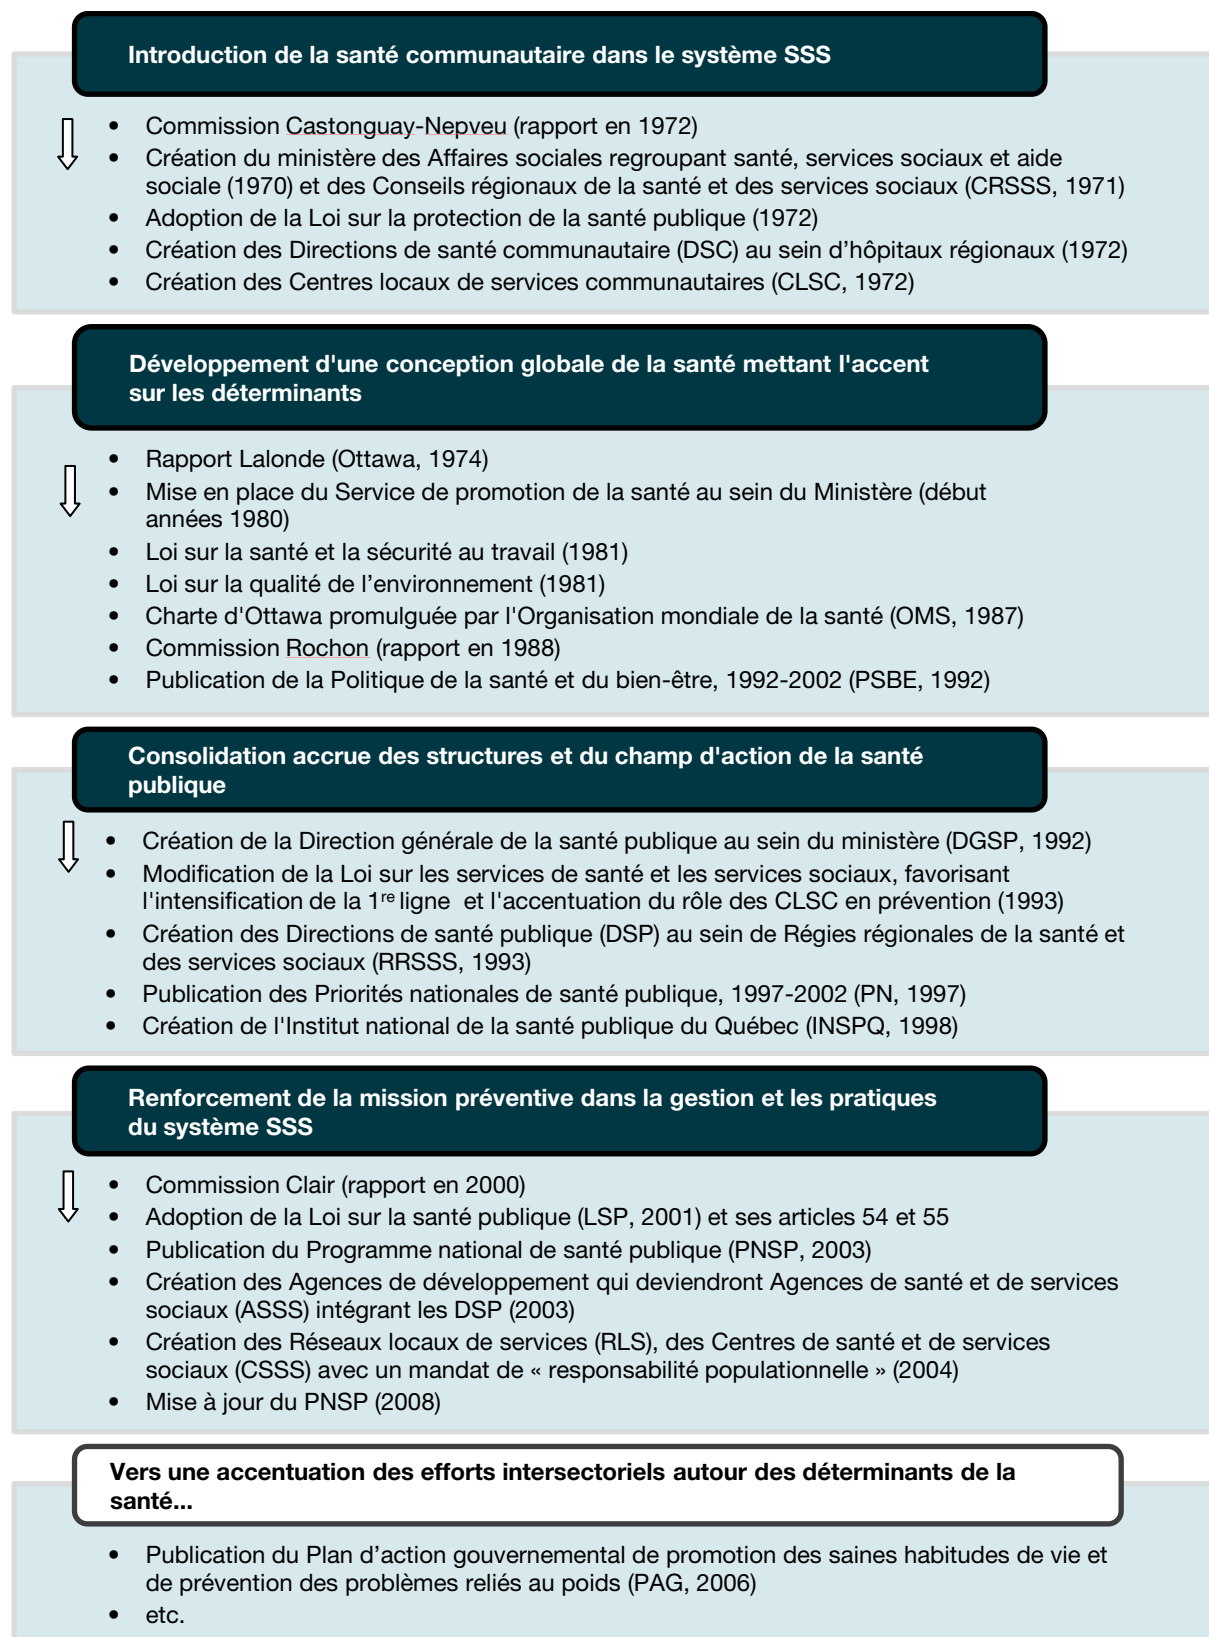 Introduction de la santé communautaire dans le système SSS
• Commission Castonguay-Nepveu (rapport en 1972)
• Création du ministère des Affaires sociales regroupant santé, services sociaux et aide
sociale (1970) et des Conseils régionaux de la santé et des services sociaux (CRSSS, 1971)
• Adoption de la Loi sur la protection de la santé publique (1972)
• Création des Directions de santé communautaire (DSC) au sein d’hôpitaux régionaux (1972)
• Création des Centres locaux de services communautaires (CLSC, 1972)
Développement d'une conception globale de la santé mettant l'accent
sur les déterminants
• Rapport Lalonde (Ottawa, 1974)
• Mise en place du Service de promotion de la santé au sein du Ministère (début
années 1980)
• Loi sur la santé et la sécurité au travail (1981)
• Loi sur la qualité de l’environnement (1981)
• Charte d'Ottawa promulguée par l'Organisation mondiale de la santé (OMS, 1987)
• Commission Rochon (rapport en 1988)
• Publication de la Politique de la santé et du bien-être, 1992-2002 (PSBE, 1992)
Consolidation accrue des structures et du champ d'action de la santé
publique
• Création de la Direction générale de la santé publique au sein du ministère (DGSP, 1992)
• Modification de la Loi sur les services de santé et les services sociaux, favorisant
l'intensification de la 1re ligne et l'accentuation du rôle des CLSC en prévention (1993)
• Création des Directions de santé publique (DSP) au sein de Régies régionales de la santé et
des services sociaux (RRSSS, 1993)
• Publication des Priorités nationales de santé publique, 1997-2002 (PN, 1997)
• Création de l'Institut national de la santé publique du Québec (INSPQ, 1998)
Renforcement de la mission préventive dans la gestion et les pratiques
du système SSS
• Commission Clair (rapport en 2000)
• Adoption de la Loi sur la santé publique (LSP, 2001) et ses articles 54 et 55
• Publication du Programme national de santé publique (PNSP, 2003)
• Création des Agences de développement qui deviendront Agences de santé et de services
sociaux (ASSS) intégrant les DSP (2003)
• Création des Réseaux locaux de services (RLS), des Centres de santé et de services
sociaux (CSSS) avec un mandat de « responsabilité populationnelle » (2004)
• Mise à jour du PNSP (2008)
Vers une accentuation des efforts intersectoriels autour des déterminants de la
santé...
• Publication du Plan d’action gouvernemental de promotion des saines habitudes de vie et
de prévention des problèmes reliés au poids (PAG, 2006)
• etc.